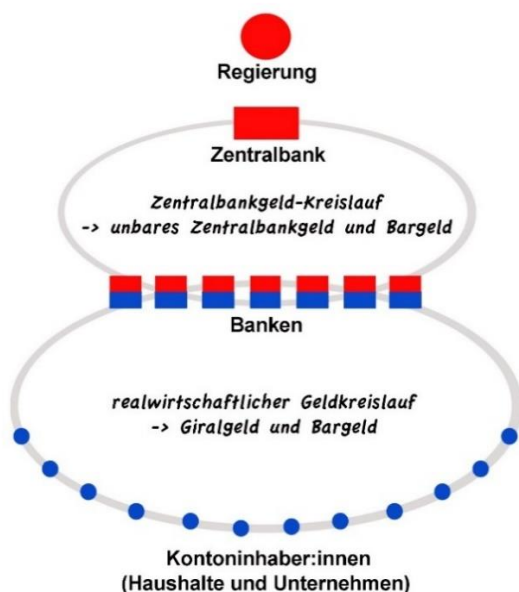 Regierung
Zentralbank
Zentralbankgeld-Kreislauf
-> unbares Zentralbankgeld und Bargeld
Banken
realwirtschaftlicher Geldkreislauf
-> Giralgeld und Bargeld
Kontoninhaber:innen
(Haushalte und Unternehmen)